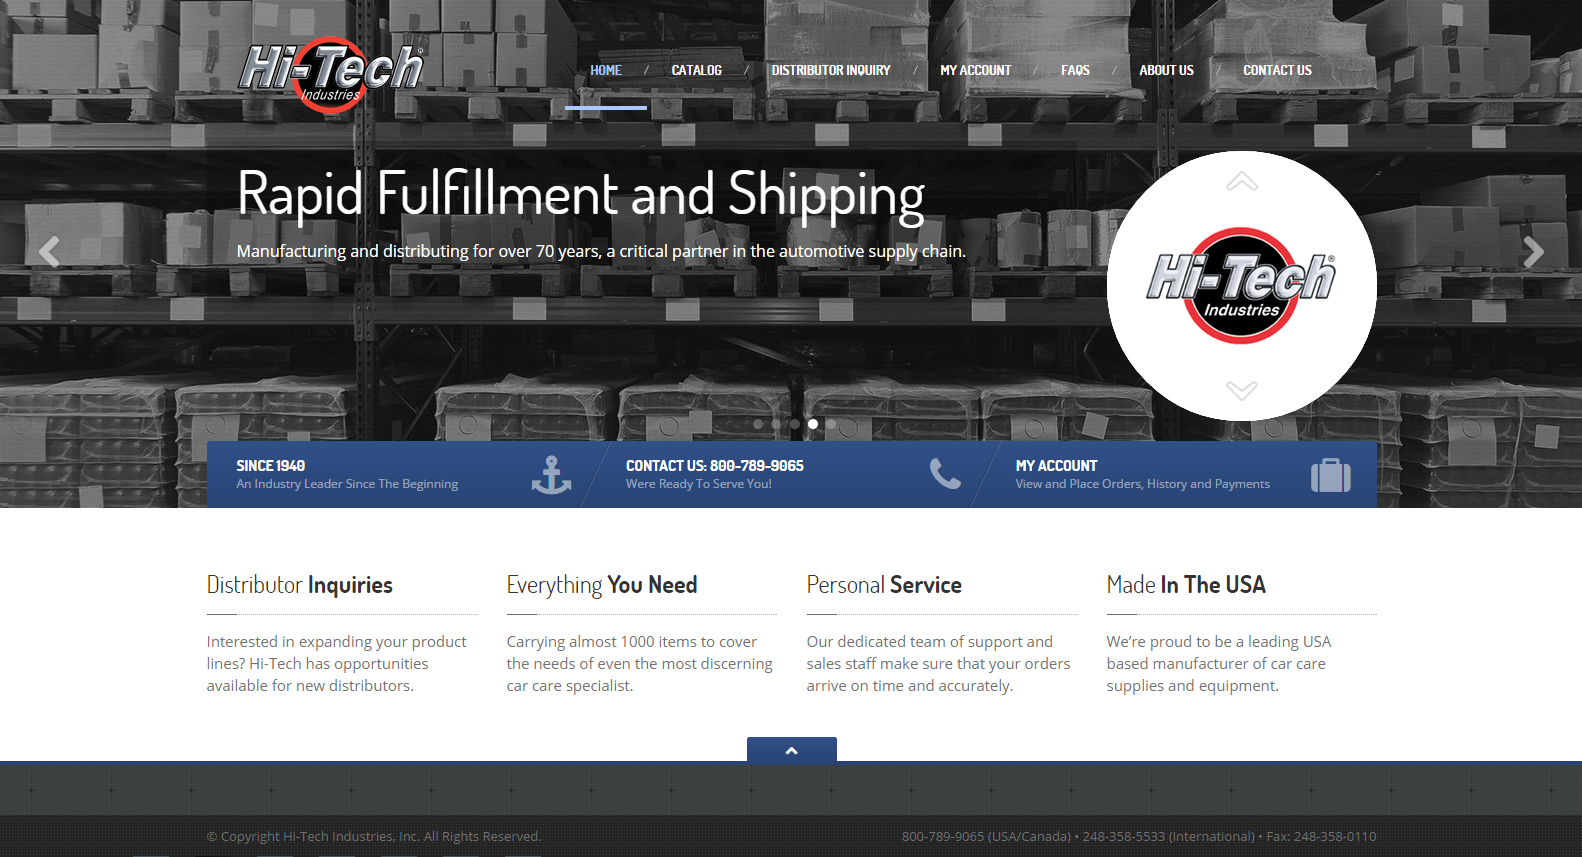 Hi-Tech®
Industries
HOME / CATALOG / DISTRIBUTOR INQUIRY / MY ACCOUNT / FAQS / ABOUT US / CONTACT US
Rapid Fulfillment and Shipping
Manufacturing and distributing for over 70 years, a critical partner in the automotive supply chain.
Hi-Tech®
Industries
SINCE 1940
An Industry Leader Since The Beginning
CONTACT US: 800-789-9065
Were Ready To Serve You!
MY ACCOUNT
View and Place Orders, History and Payments
Distributor Inquiries
Interested in expanding your product
lines? Hi-Tech has opportunities
available for new distributors.
Everything You Need
Carrying almost 1000 items to cover
the needs of even the most discerning
car care specialist.
Personal Service
Our dedicated team of support and
sales staff make sure that your orders
arrive on time and accurately.
Made In The USA
We’re proud to be a leading USA
based manufacturer of car care
supplies and equipment.
© Copyright Hi-Tech Industries, Inc. All Rights Reserved.
800-789-9065 (USA/Canada) • 248-358-5533 (International) • Fax: 248-358-0110